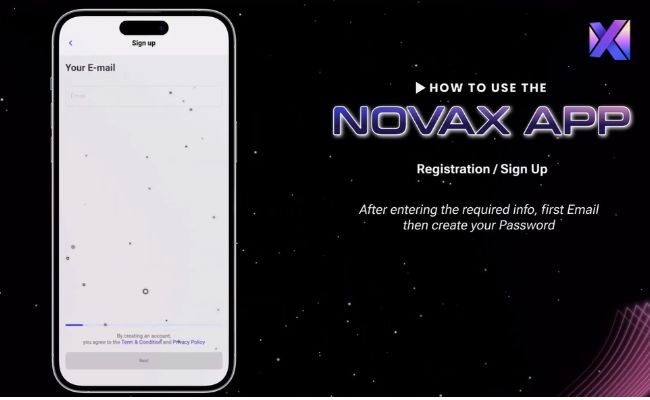 Sign up
Your E-mail
Email
By creating an account,
you agree to the Term & Condition and Privacy Policy
Next
HOW TO USE THE
NOVAX APP
Registration / Sign Up
After entering the required info, first Email
then create your Password